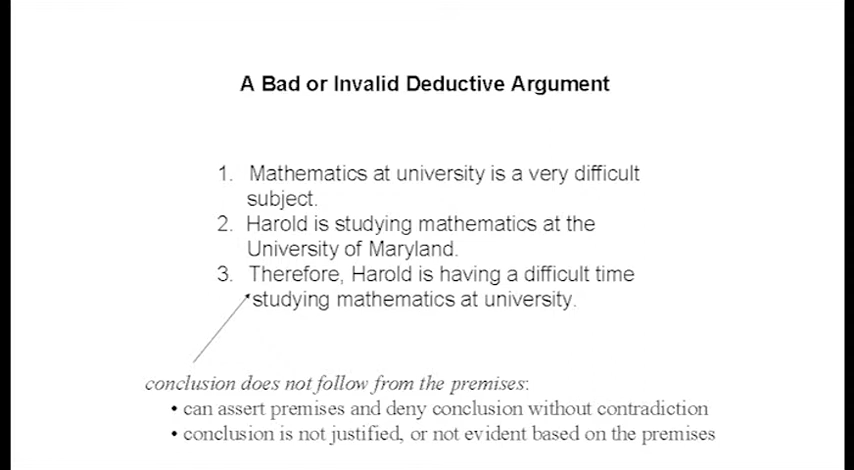 A Bad or Invalid Deductive Argument
1. Mathematics at university is a very difficult
subject.
2. Harold is studying mathematics at the
University of Maryland.
3. Therefore, Harold is having a difficult time
studying mathematics at university.
conclusion does not follow from the premises:
• can assert premises and deny conclusion without contradiction
• conclusion is not justified, or not evident based on the premises